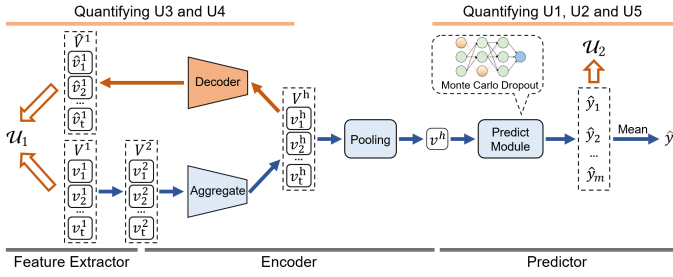 Quantifying U3 and U4
Quantifying U1, U2 and U5
V̂¹
v̂₁¹
v̂₂¹
...
v̂ₜ¹
Decoder
Vʰ
v₁ʰ
v₂ʰ
...
vₜʰ
Monte Carlo Dropout
𝒰₂
𝒰₁
V¹
v₁¹
v₂¹
...
vₜ¹
V²
v₁²
v₂²
...
vₜ²
Aggregate
Pooling
vʰ
Predict
Module
ŷ₁
ŷ₂
...
ŷₘ
Mean
ŷ
Feature Extractor
Encoder
Predictor